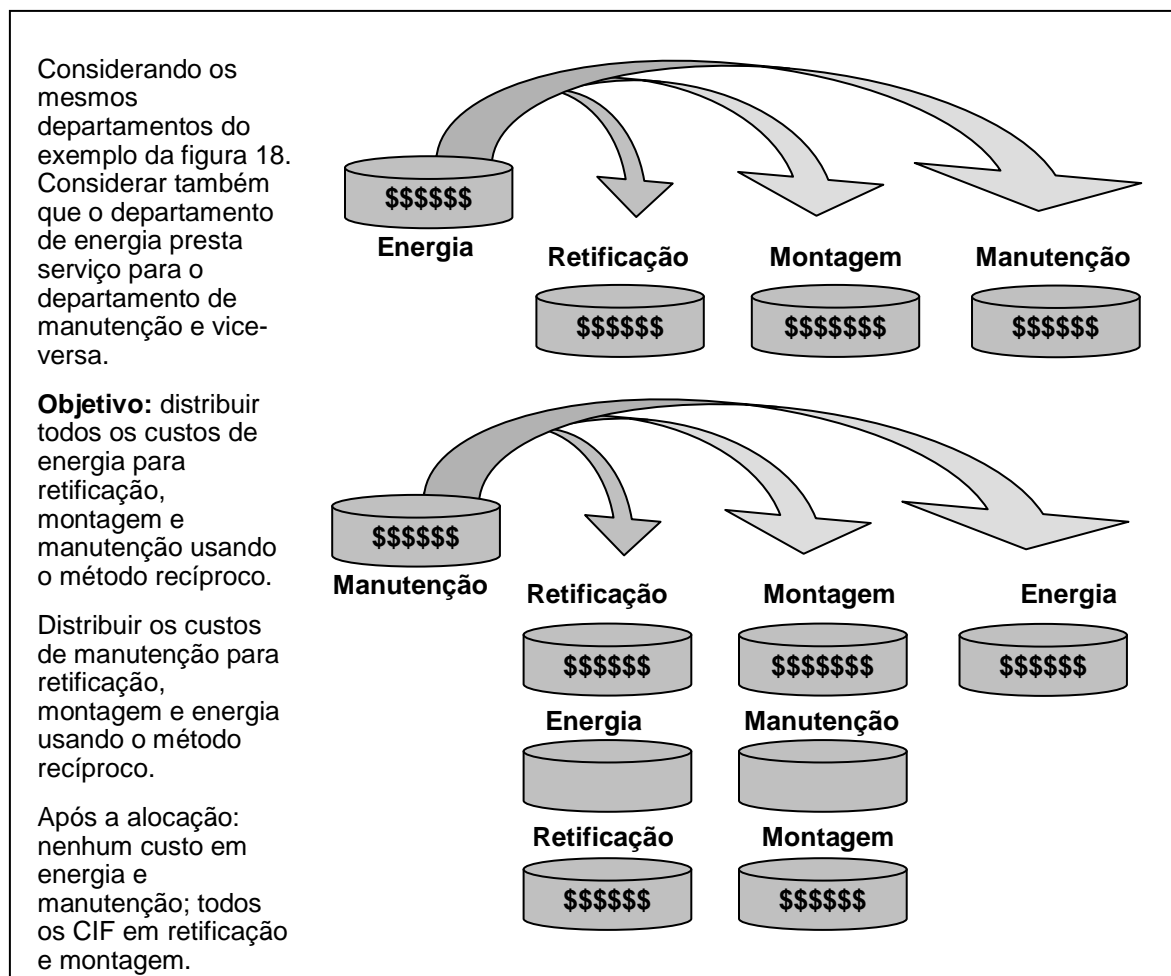 Considerando os
mesmos
departamentos do
exemplo da figura 18.
Considerar também
que o departamento
de energia presta
serviço para o
departamento de
manutenção e vice-
versa.
Objetivo: distribuir
todos os custos de
energia para
retificação,
montagem e
manutenção usando
o método recíproco.
Distribuir os custos
de manutenção para
retificação,
montagem e energia
usando o método
recíproco.
Após a alocação:
nenhum custo em
energia e
manutenção; todos
os CIF em retificação
e montagem.
$$$$$$
Energia
Retificação Montagem Manutenção
$$$$$$ $$$$$$$ $$$$$$
$$$$$$
Manutenção
Retificação Montagem Energia
$$$$$$ $$$$$$$ $$$$$$
Energia Manutenção
Retificação Montagem
$$$$$$ $$$$$$